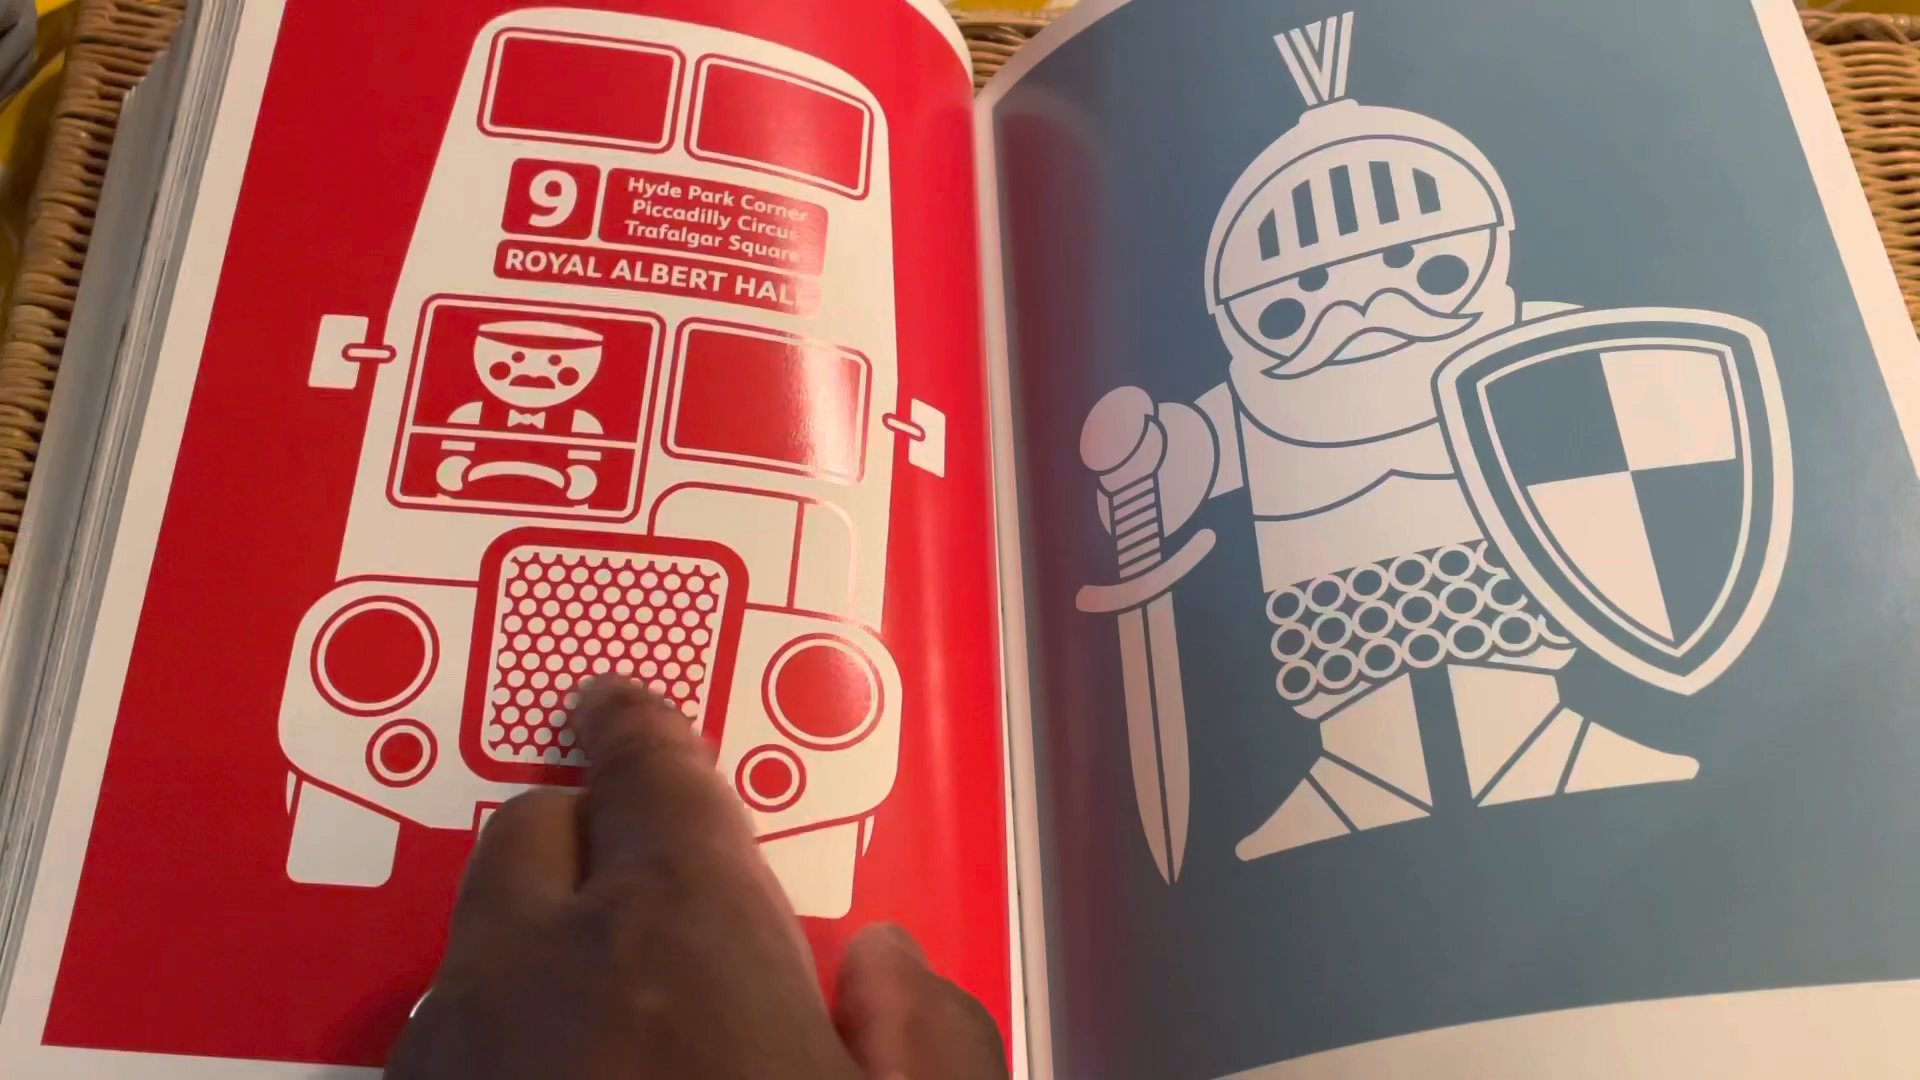 9
Hyde Park Corner
Piccadilly Circus
Trafalgar Square
ROYAL ALBERT HALL